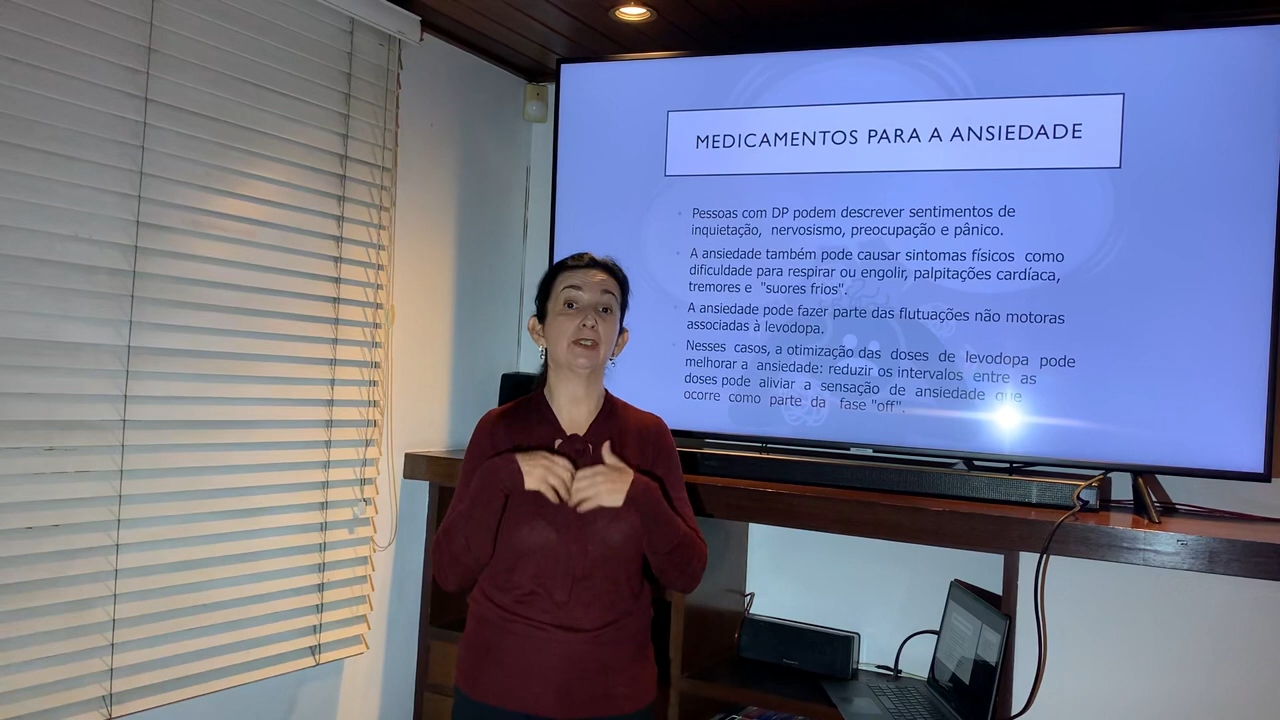 MEDICAMENTOS PARA A ANSIEDADE
Pessoas com DP podem descrever sentimentos de
inquietação, nervosismo, preocupação e pânico.
A ansiedade também pode causar sintomas físicos como
dificuldade para respirar ou engolir, palpitações cardíaca,
tremores e "suores frios".
A ansiedade pode fazer parte das flutuações não motoras
associadas à levodopa.
Nesses casos, a otimização das doses de levodopa pode
melhorar a ansiedade: reduzir os intervalos entre as
doses pode aliviar a sensação de ansiedade que
ocorre como parte da fase "off".